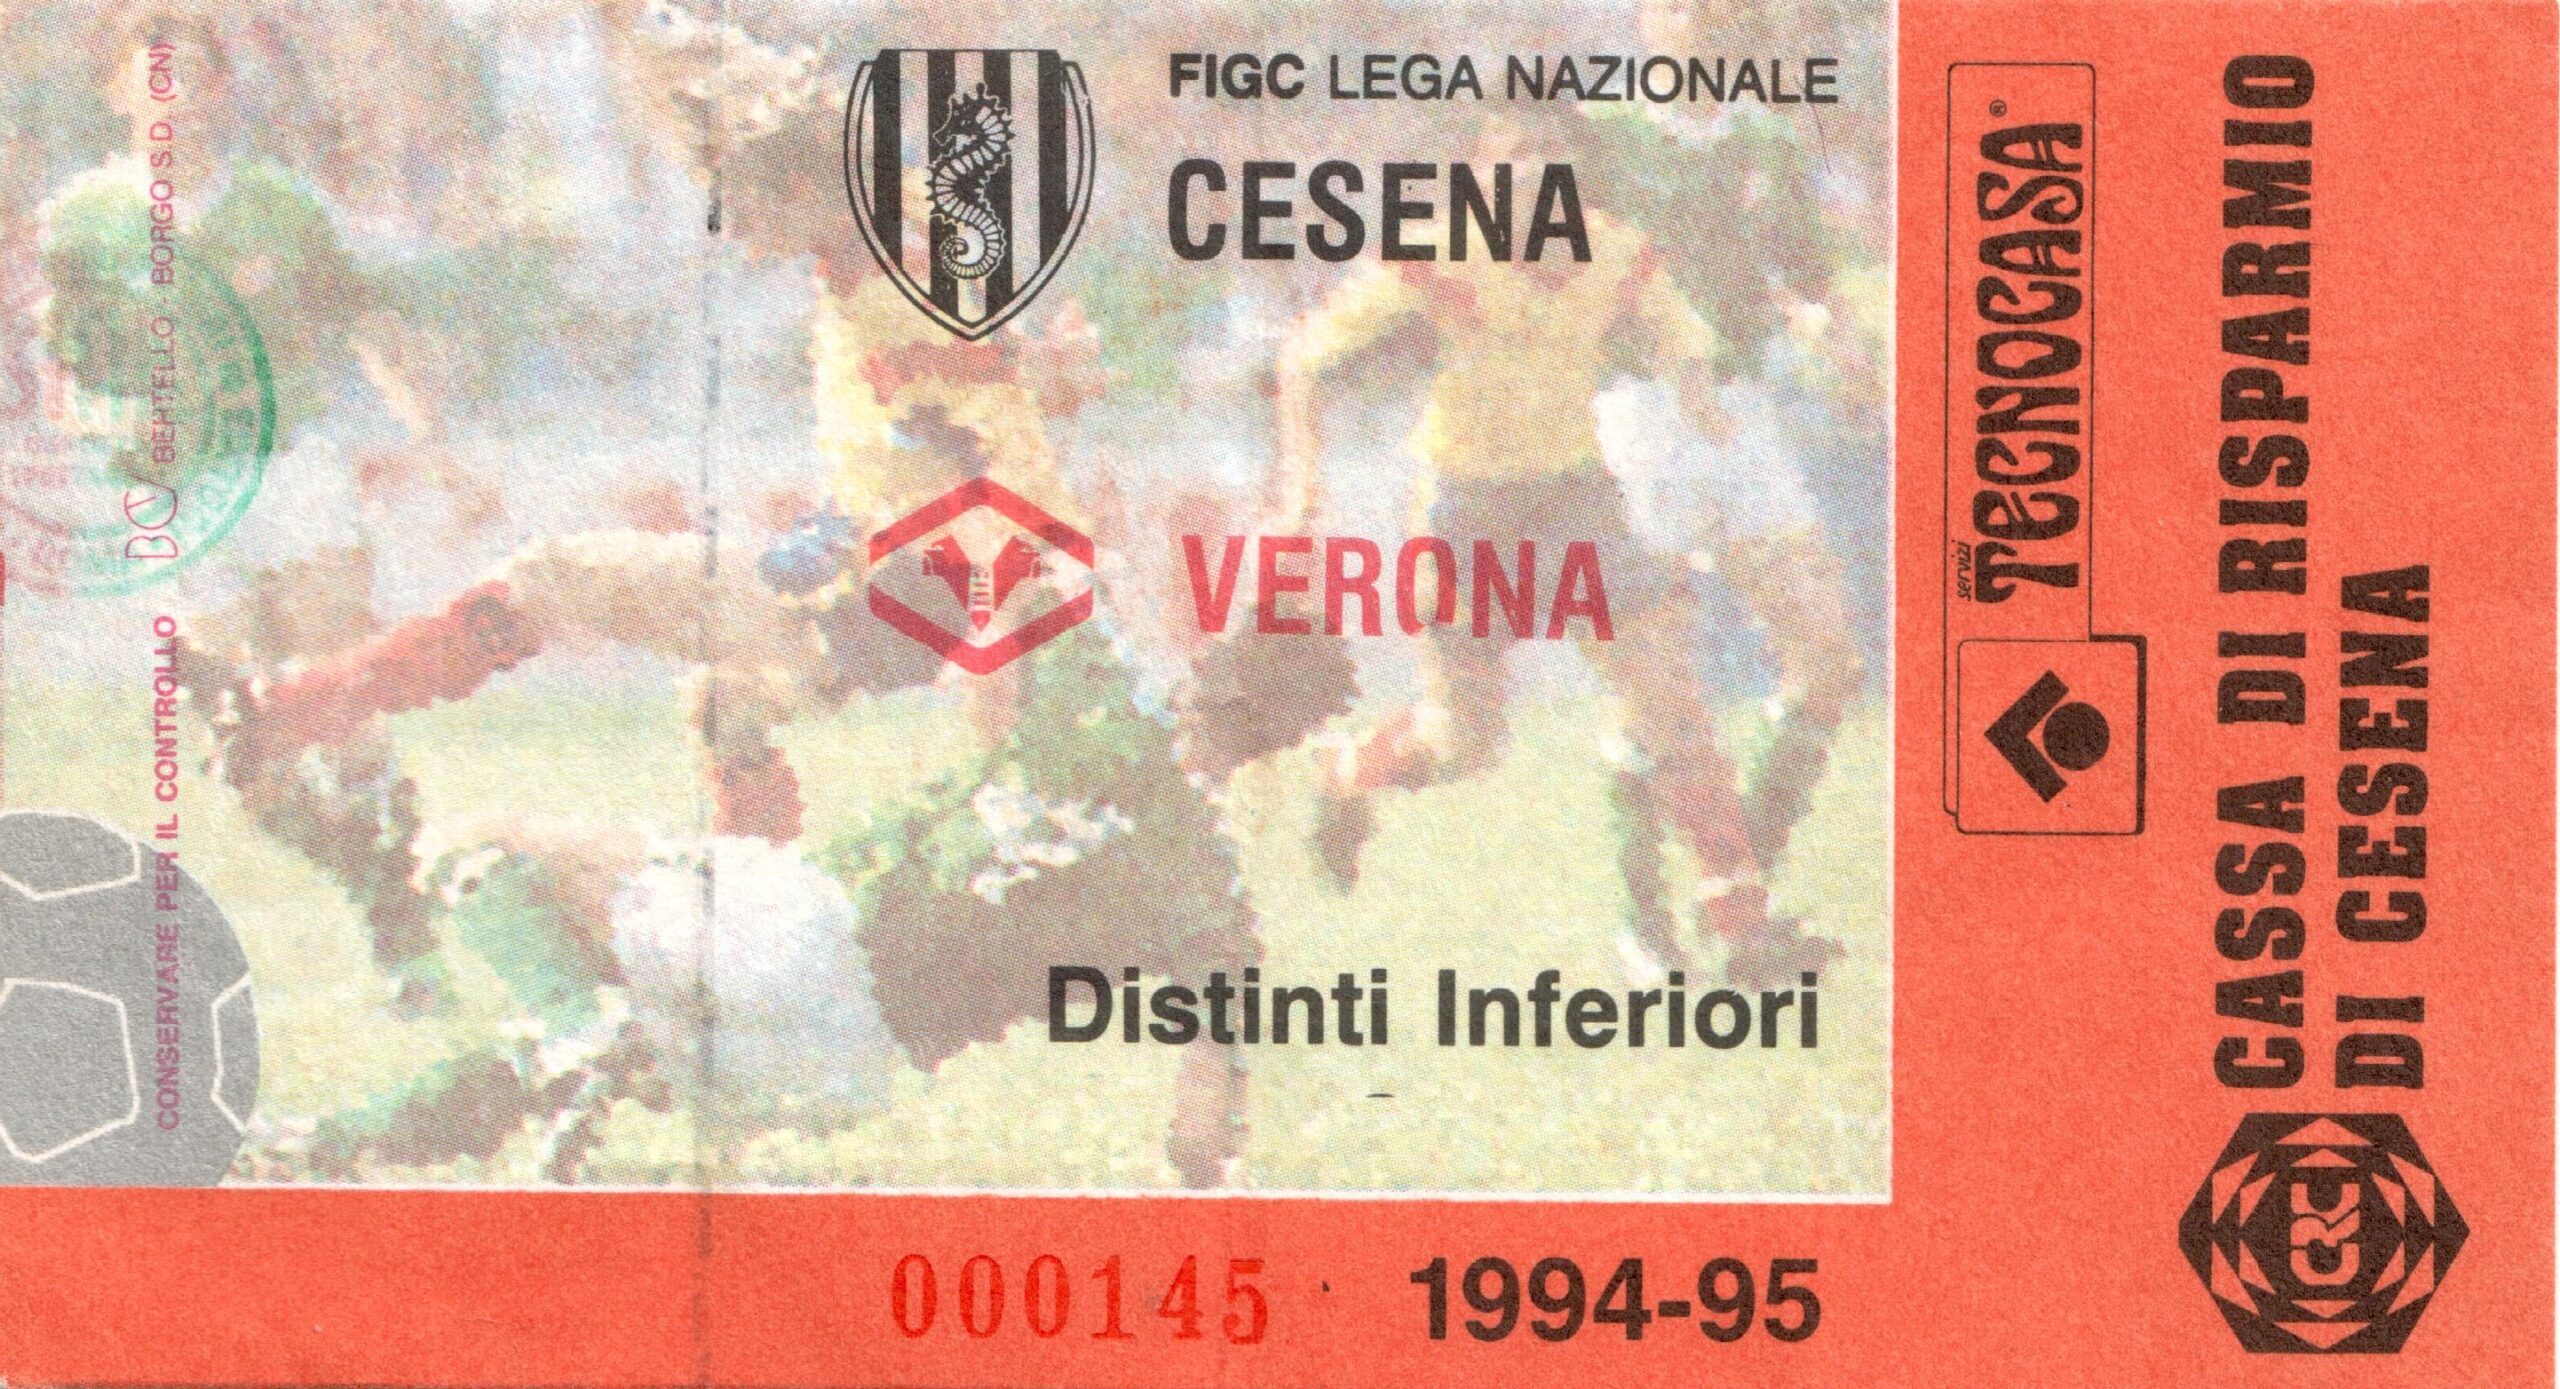 FIGC LEGA NAZIONALE
CESENA
VERONA
Distinti Inferiori
000145
1994-95
servizi
TECNOCASA®
CASSA DI RISPARMIO
DI CESENA
CRC
CONSERVARE PER IL CONTROLLO
BERTELLO - BORGO S.D. (CN)